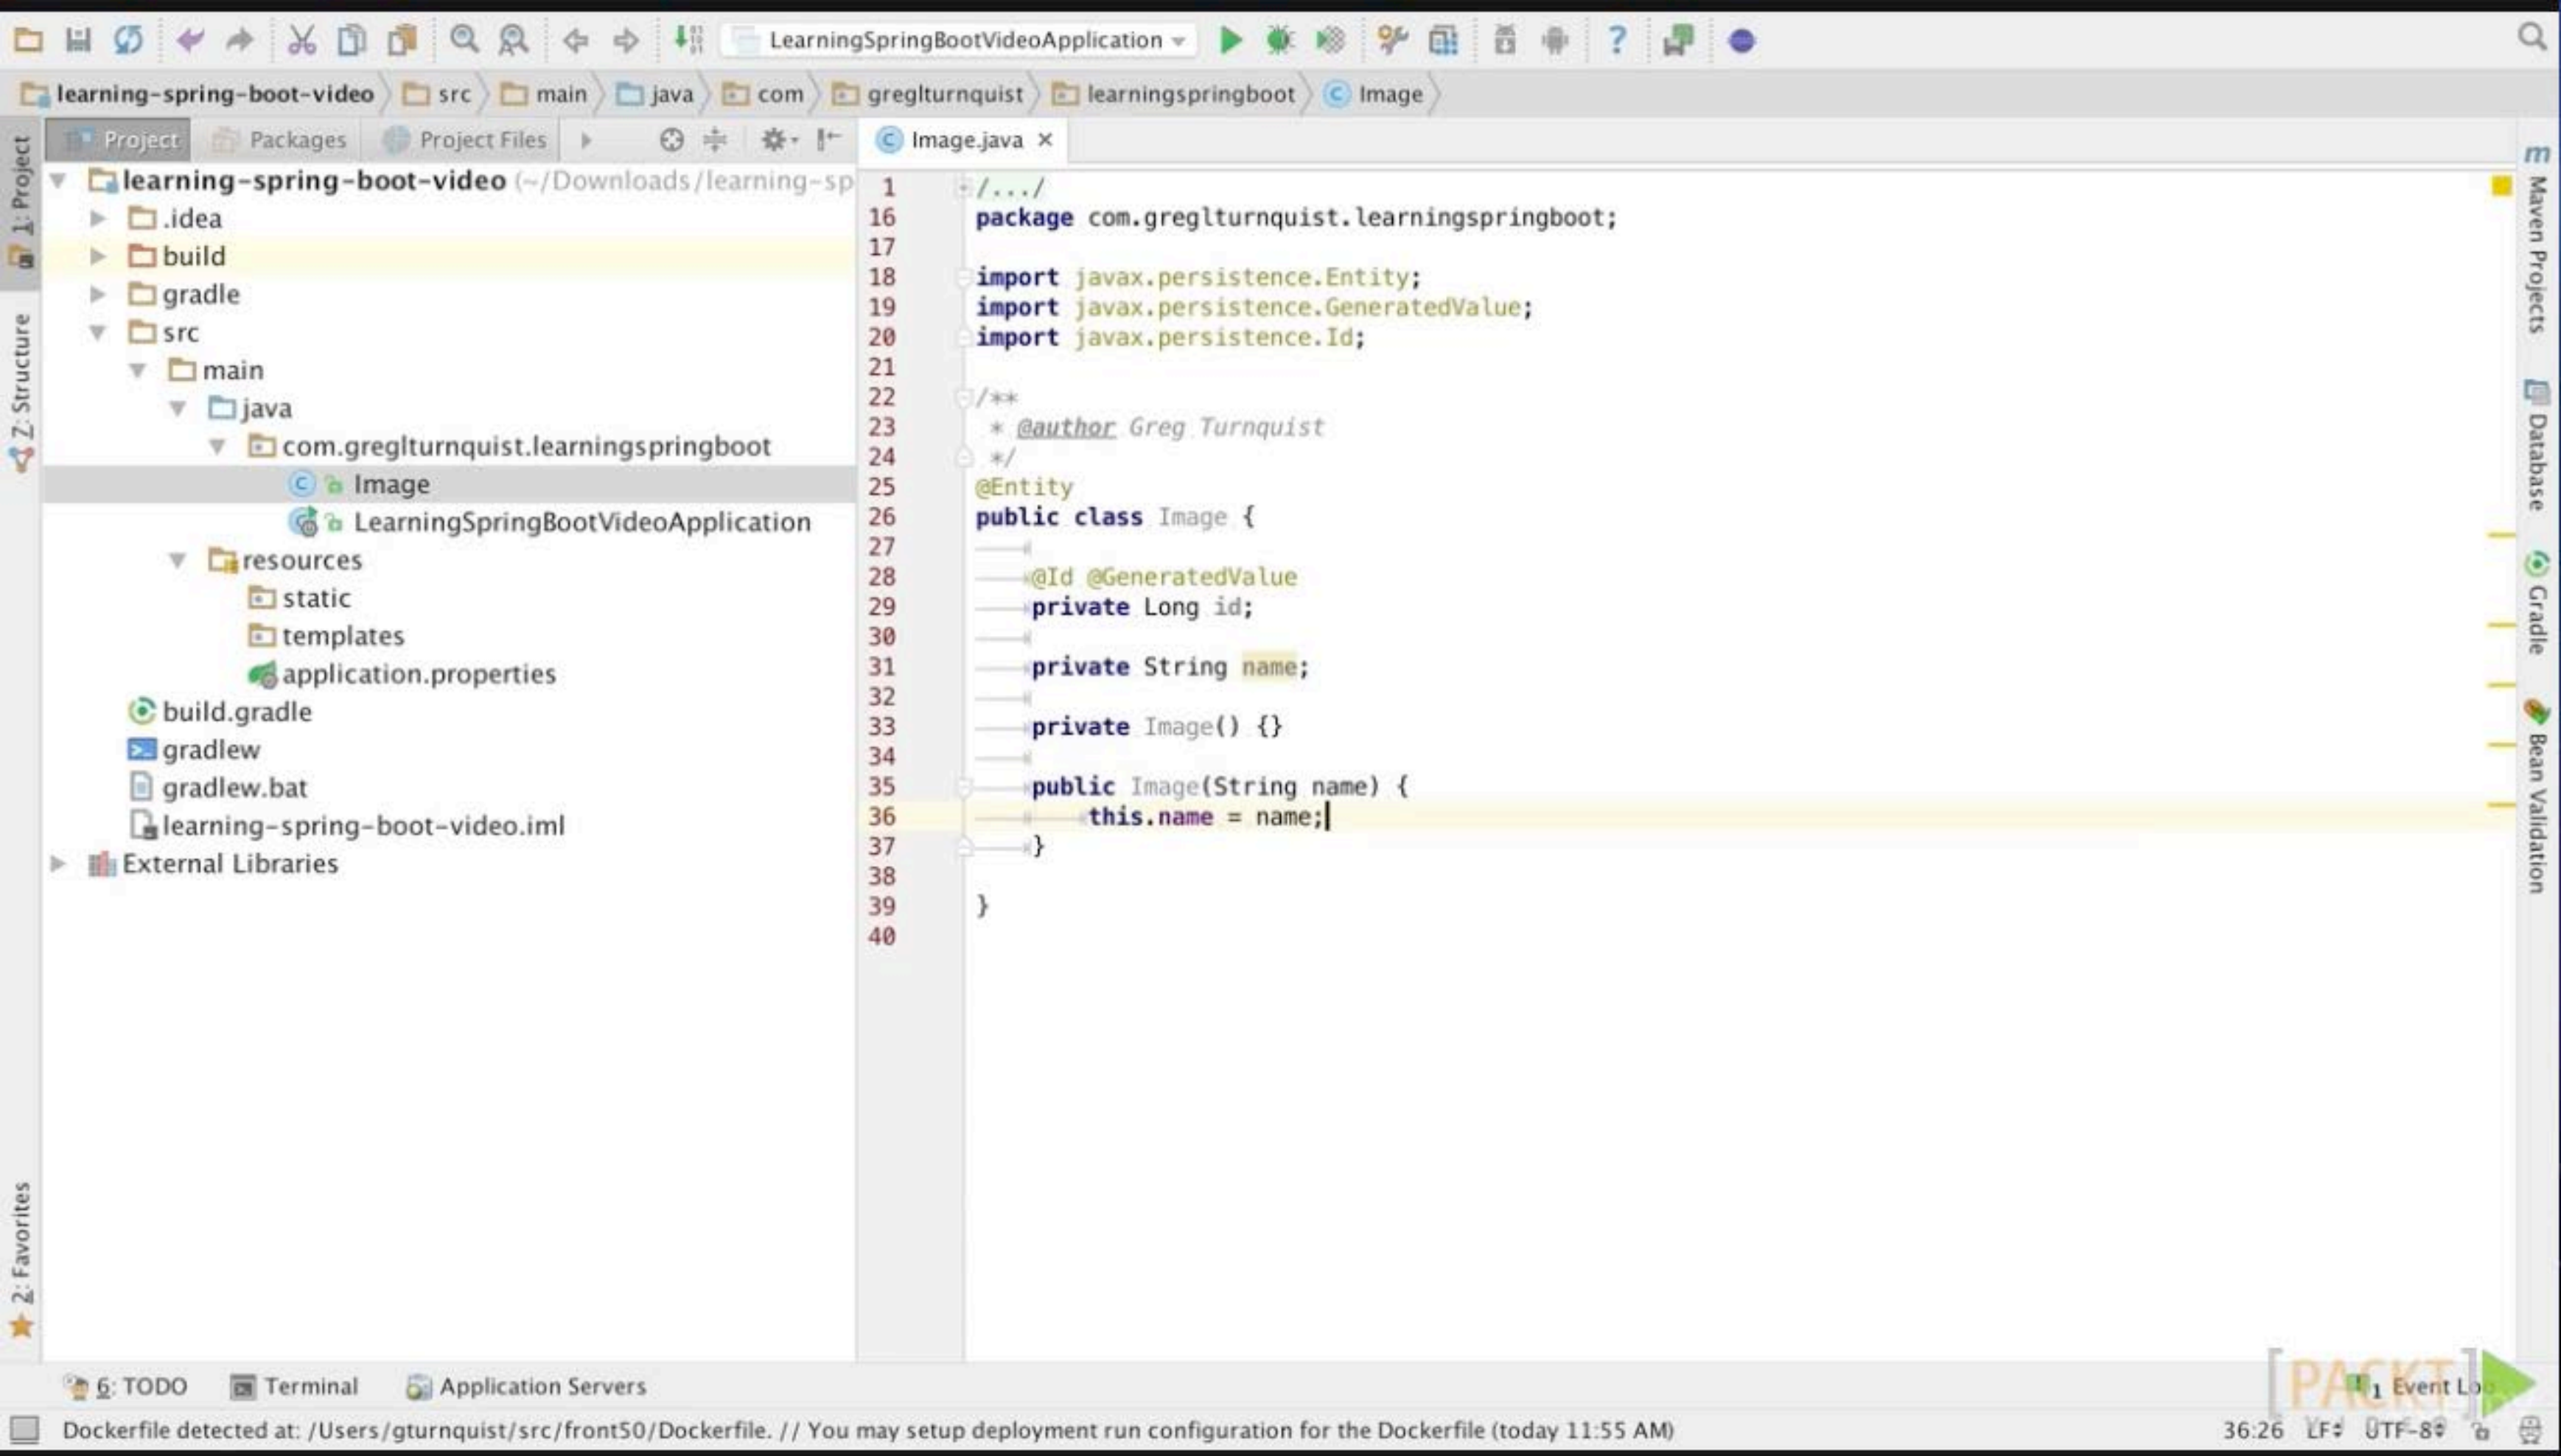 LearningSpringBootVideoApplication
learning-spring-boot-video src main java com greglturnquist learningspringboot Image
1: Project
Z: Structure
2: Favorites
Project Packages Project Files
learning-spring-boot-video (~/Downloads/learning-sp
.idea
build
gradle
src
main
java
com.greglturnquist.learningspringboot
Image
LearningSpringBootVideoApplication
resources
static
templates
application.properties
build.gradle
gradlew
gradlew.bat
learning-spring-boot-video.iml
External Libraries
Image.java
1 /.../
16 package com.greglturnquist.learningspringboot;
17
18 import javax.persistence.Entity;
19 import javax.persistence.GeneratedValue;
20 import javax.persistence.Id;
21
22 /**
23 * @author Greg Turnquist
24 */
25 @Entity
26 public class Image {
27
28 @Id @GeneratedValue
29 private Long id;
30
31 private String name;
32
33 private Image() {}
34
35 public Image(String name) {
36 this.name = name;
37 }
38
39 }
40
Maven Projects
Database
Gradle
Bean Validation
6: TODO Terminal Application Servers
[PACKT]
1 Event Lo
Dockerfile detected at: /Users/gturnquist/src/front50/Dockerfile. // You may setup deployment run configuration for the Dockerfile (today 11:55 AM)
36:26 LF UTF-8